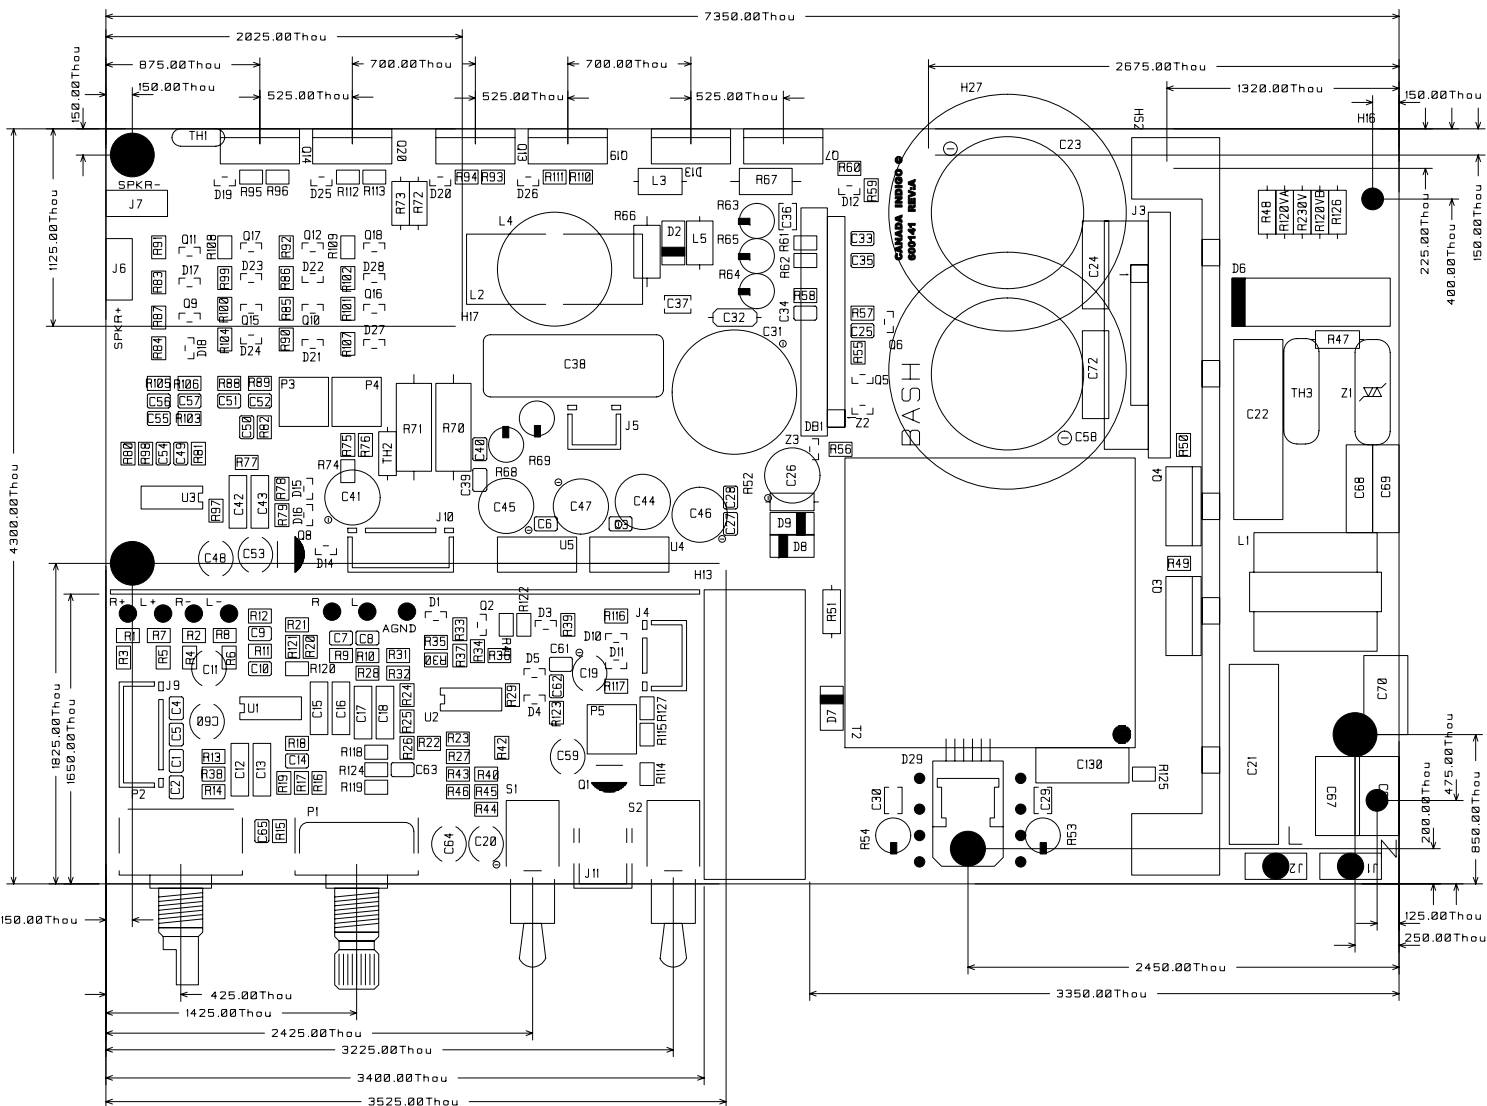 7350.00Thou
2025.00Thou
875.00Thou
700.00Thou
700.00Thou
2675.00Thou
150.00Thou
150.00Thou
525.00Thou
525.00Thou
525.00Thou
1320.00Thou
150.00Thou
H27
HS2
H16
TH1
Q14
Q20
Q13
Q19
D13
Q7
C23
SPKR-
D19
R95
R96
D25
R112
R113
D20
R94
R93
D26
R111
R110
L3
R67
R60
R59
D12
CANADA INDIGO ©
600141 REV:A
J7
R73
R72
L4
R66
R63
C36
J3
R48
R120VA
R230V
R120VB
R126
225.00Thou
400.00Thou
150.00Thou
1125.00Thou
R91
Q11
R108
Q17
R92
Q12
R109
Q18
D2
L5
R65
R61
C33
J6
D17
R99
D23
R86
D22
R102
D28
R64
R62
C35
C24
D6
R83
Q9
R100
R85
R101
Q16
L2
H17
C37
R58
C34
R87
Q15
Q10
C32
C31
R57
C25
Q6
SPKR+
R84
D18
R104
D24
R90
D21
R107
D27
R47
C38
R55
Q5
C72
BASH
TH3
Z1
R105
R106
R88
R89
P3
P4
C56
C57
C51
C52
C55
R103
C50
R82
R71
R70
J5
DB1
Z2
C22
C58
R80
R98
C54
C49
R81
R77
R75
R76
TH2
R74
C40
R68
R69
Z3
R56
R50
4300.00Thou
U3
R97
C42
C43
R78
D15
R79
D16
C41
C39
C45
C47
C44
C46
C28
C27
R52
C26
Q4
C68
C69
J10
C6
D3
D9
D8
L1
C48
C53
Q8
D14
U5
U4
H13
R49
R+
L+
R-
L-
R
L
AGND
D1
Q2
R122
D3
R39
R116
J4
R51
Q3
R1
R7
R2
R8
R12
C9
R11
C10
R21
R121
R20
C7
C8
R9
R10
R31
R28
R32
R35
R30
R33
R37
R34
R36
C61
D10
D11
R3
R5
R4
R6
C11
R120
D5
C62
C19
R117
C70
J9
C4
C5
C60
U1
C15
C16
C17
C18
R24
R25
U2
R29
D4
R123
P5
R127
R115
D7
T2
1825.00Thou
1650.00Thou
C1
C2
R13
R38
R14
C12
C13
R18
C14
R19
R17
R16
R118
R124
R119
C63
R26
R22
R23
R27
R43
R46
R42
R40
R45
R44
C59
Q1
R114
D29
C130
R125
C21
C67
475.00Thou
200.00Thou
850.00Thou
P2
P1
S1
S2
C30
C29
R54
R53
C65
R15
C64
C20
J11
L
N
J2
J1
150.00Thou
125.00Thou
250.00Thou
425.00Thou
2450.00Thou
1425.00Thou
3350.00Thou
2425.00Thou
3225.00Thou
3400.00Thou
3525.00Thou